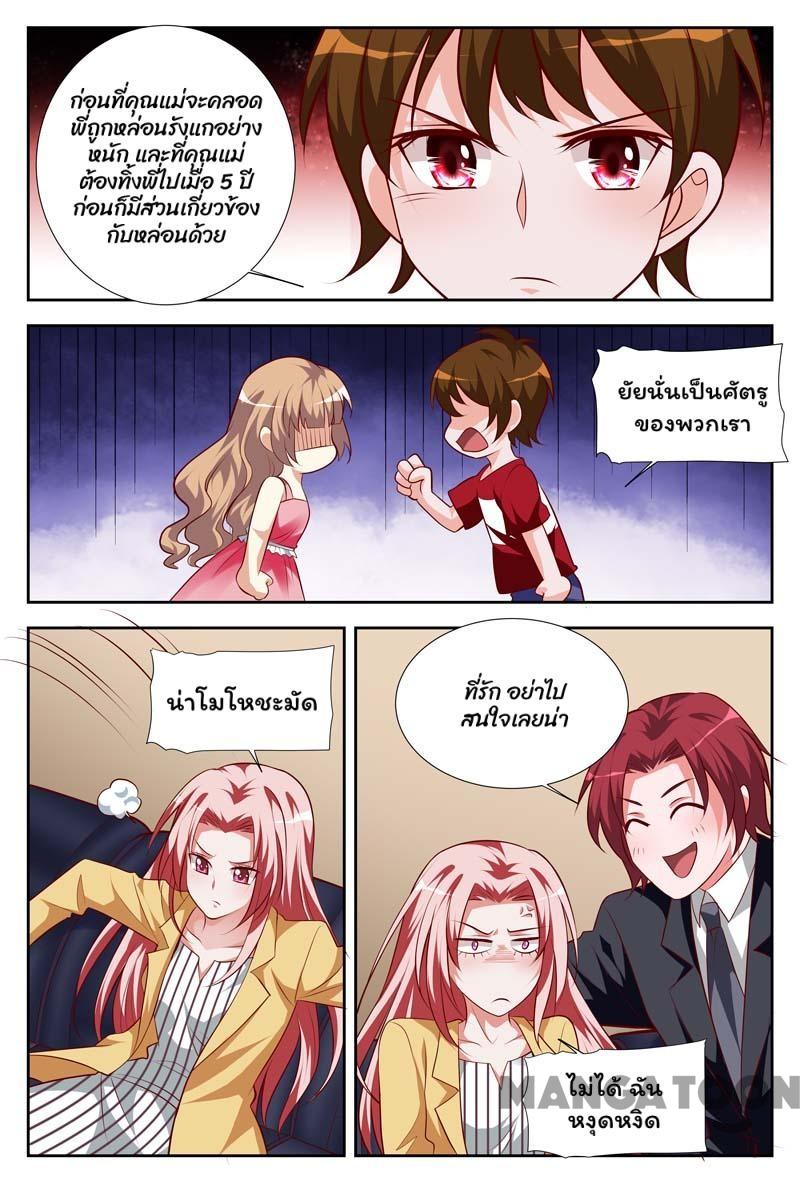 ก่อนที่คุณแม่จะคลอด
พี่ถูกหล่อนรังแกอย่าง
หนัก และที่คุณแม่
ต้องทิ้งพี่ไปเมื่อ 5 ปี
ก่อนก็มีส่วนเกี่ยวข้อง
กับหล่อนด้วย
ยัยนั่นเป็นศัตรู
ของพวกเรา
น่าโมโหชะมัด
ที่รัก อย่าไป
สนใจเลยน่า
ไม่ได้ ฉัน
หงุดหงิด
MANGATOON